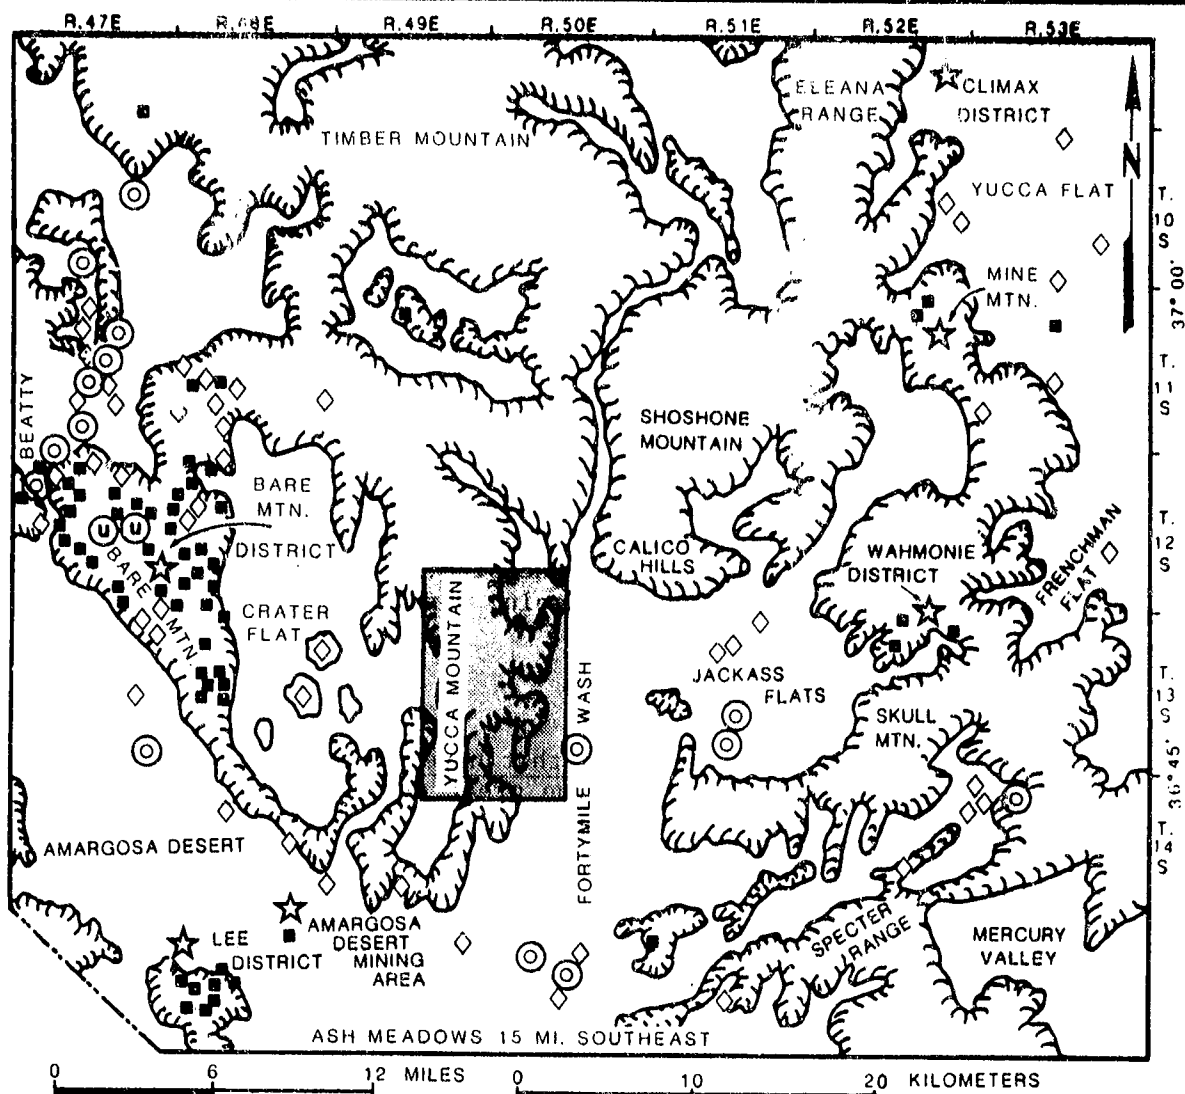 R.47E R.48E R.49E R.50E R.51E R.52E R.53E
ELEANA
RANGE
CLIMAX
DISTRICT
TIMBER MOUNTAIN
N
YUCCA FLAT
T.
10
S
MINE
MTN.
37° 00'
T.
11
S
BEATTY
SHOSHONE
MOUNTAIN
BARE
MTN.
DISTRICT
U U
BARE MTN.
CALICO
HILLS
WAHMONIE
DISTRICT
FRENCHMAN
FLAT
T.
12
S
CRATER
FLAT
YUCCA MOUNTAIN
JACKASS
FLATS
T.
13
S
SKULL
MTN.
36° 45'
FORTYMILE WASH
AMARGOSA DESERT
T.
14
S
AMARGOSA
DESERT
MINING
AREA
LEE
DISTRICT
SPECTER
RANGE
MERCURY
VALLEY
ASH MEADOWS 15 MI. SOUTHEAST
0 6 12 MILES 0 10 20 KILOMETERS